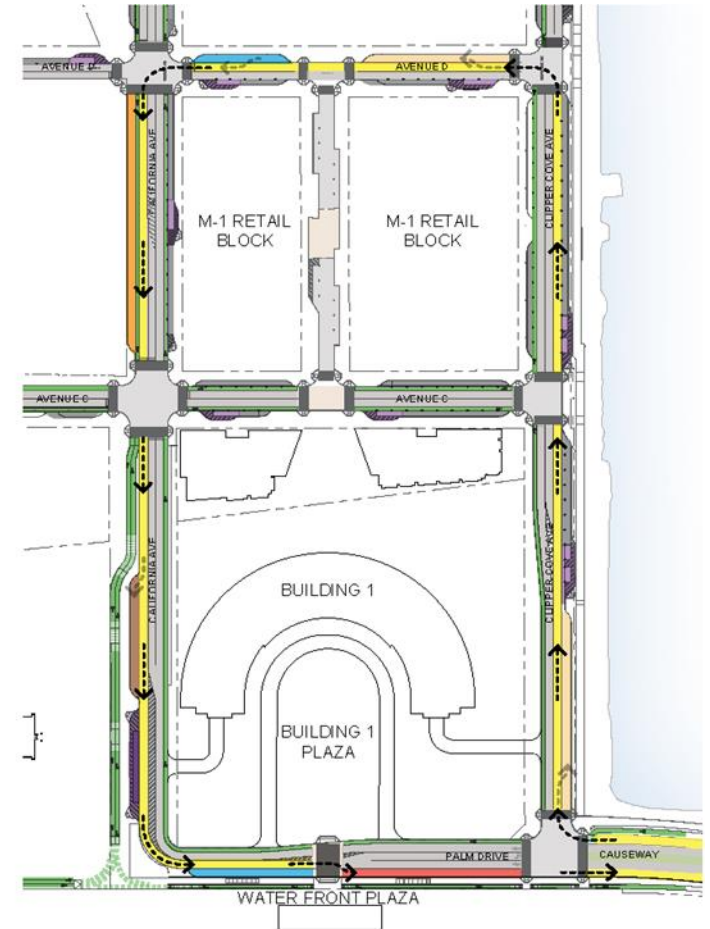 AVENUE D
AVENUE D
CALIFORNIA AVE
CLIPPER COVE AVE
M-1 RETAIL
BLOCK
M-1 RETAIL
BLOCK
AVENUE C
AVENUE C
CALIFORNIA AVE
CLIPPER COVE AVE
BUILDING 1
BUILDING 1
PLAZA
PALM DRIVE
CAUSEWAY
WATER FRONT PLAZA